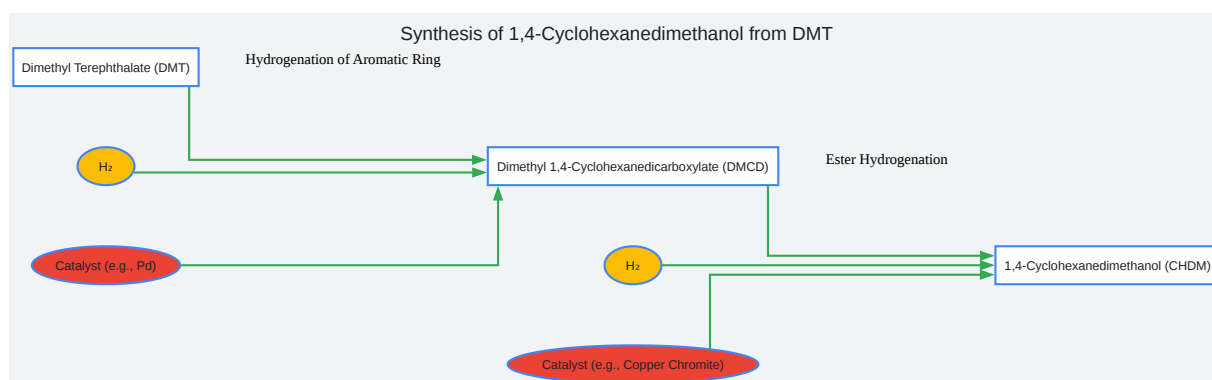 Synthesis of 1,4-Cyclohexanedimethanol from DMT
Hydrogenation of Aromatic Ring
Dimethyl Terephthalate (DMT)
H₂
Dimethyl 1,4-Cyclohexanedicarboxylate (DMCD)
Ester Hydrogenation
Catalyst (e.g., Pd)
H₂
1,4-Cyclohexanedimethanol (CHDM)
Catalyst (e.g., Copper Chromite)